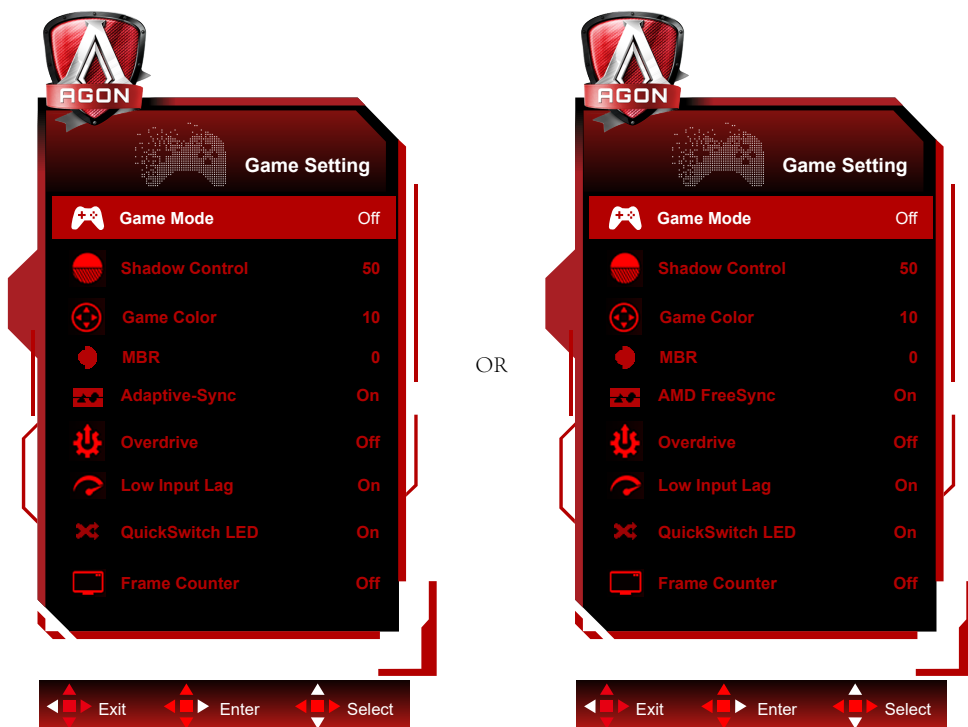 AGON
Game Setting
Game Mode Off
Shadow Control 50
Game Color 10
MBR 0
Adaptive-Sync On
Overdrive Off
Low Input Lag On
QuickSwitch LED On
Frame Counter Off
Exit Enter Select
OR
AGON
Game Setting
Game Mode Off
Shadow Control 50
Game Color 10
MBR 0
AMD FreeSync On
Overdrive Off
Low Input Lag On
QuickSwitch LED On
Frame Counter Off
Exit Enter Select